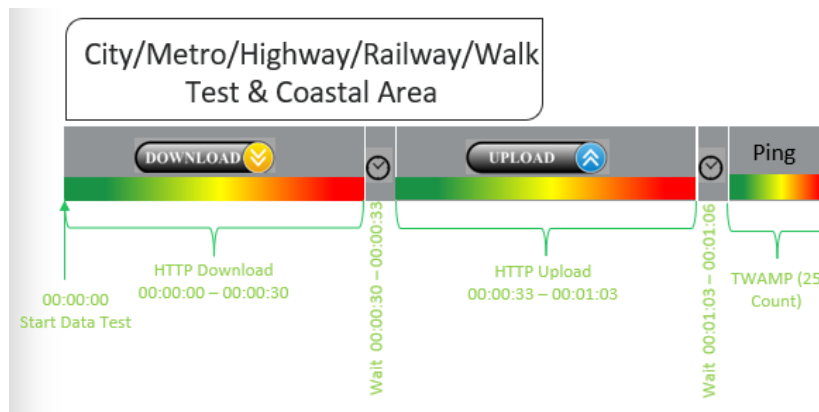 City/Metro/Highway/Railway/Walk
Test & Coastal Area
DOWNLOAD
UPLOAD
Ping
HTTP Download
00:00:00 – 00:00:30
HTTP Upload
00:00:33 – 00:01:03
TWAMP (25
Count)
00:00:00
Start Data Test
Wait 00:00:30 – 00:00:33
Wait 00:01:03 – 00:01:06